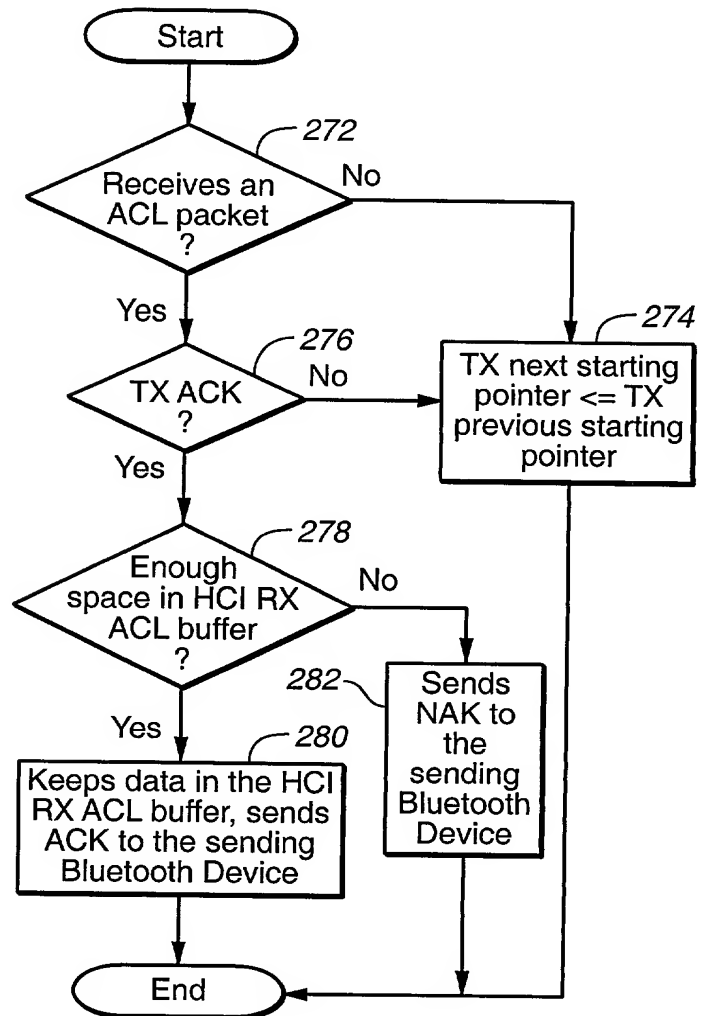 Start
272
Receives an
ACL packet
?
No
Yes
276
TX ACK
?
No
274
TX next starting
pointer <= TX
previous starting
pointer
Yes
278
Enough
space in HCI RX
ACL buffer
?
No
282
Sends
NAK to
the
sending
Bluetooth
Device
Yes
280
Keeps data in the HCI
RX ACL buffer, sends
ACK to the sending
Bluetooth Device
End